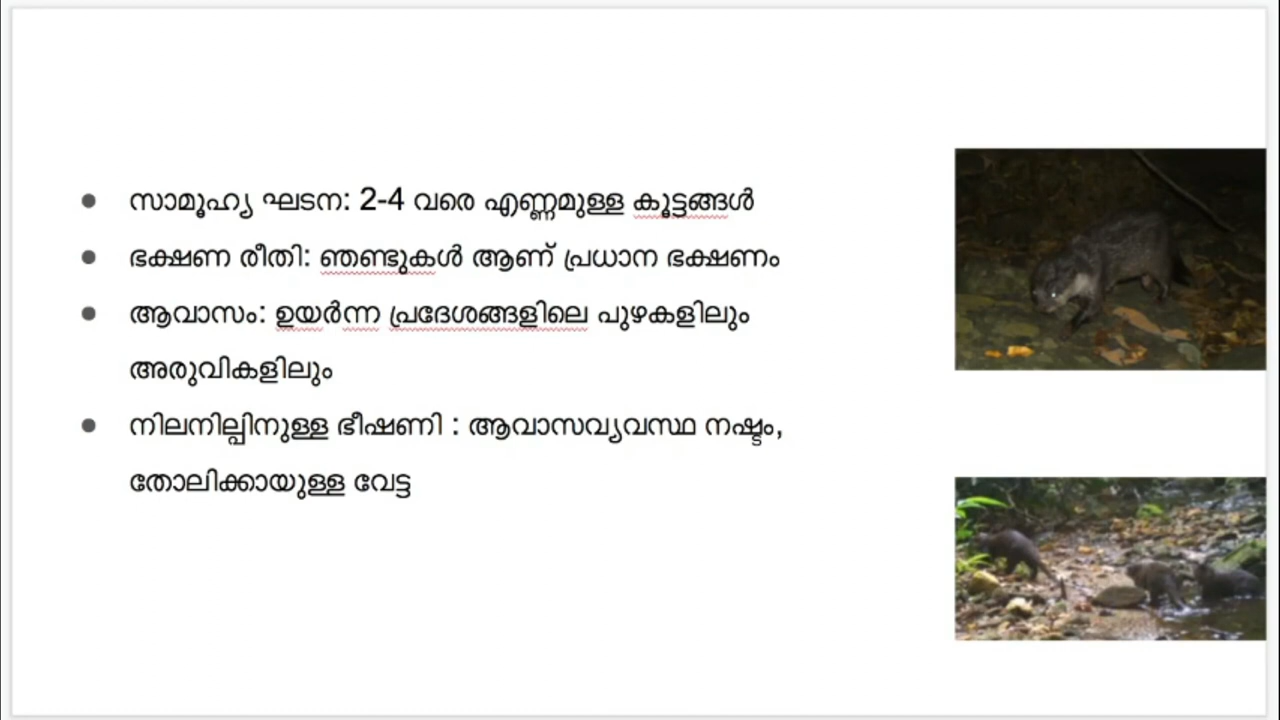 സാമൂഹ്യ ഘടന: 2-4 വരെ എണ്ണമുള്ള കൂട്ടങ്ങൾ
ഭക്ഷണ രീതി: ഞണ്ടുകൾ ആണ് പ്രധാന ഭക്ഷണം
ആവാസം: ഉയർന്ന പ്രദേശങ്ങളിലെ പുഴകളിലും
അരുവികളിലും
നിലനില്പിനുള്ള ഭീഷണി : ആവാസവ്യവസ്ഥ നഷ്ടം,
തോലിക്കായുള്ള വേട്ട